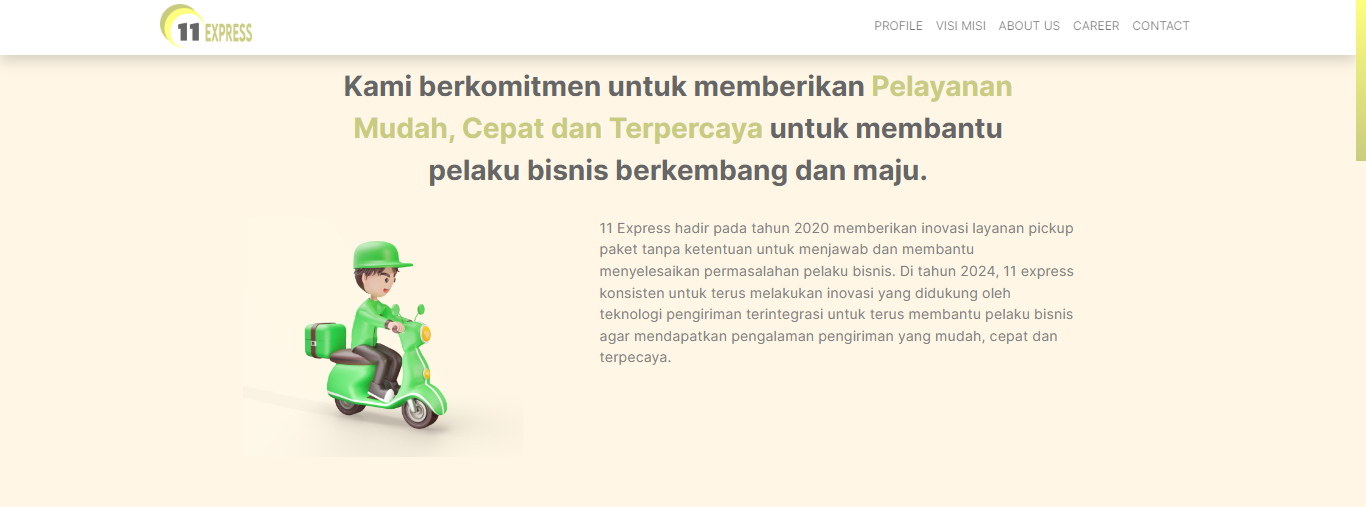 11 EXPRESS
PROFILE VISI MISI ABOUT US CAREER CONTACT
Kami berkomitmen untuk memberikan Pelayanan
Mudah, Cepat dan Terpercaya untuk membantu
pelaku bisnis berkembang dan maju.
11 Express hadir pada tahun 2020 memberikan inovasi layanan pickup
paket tanpa ketentuan untuk menjawab dan membantu
menyelesaikan permasalahan pelaku bisnis. Di tahun 2024, 11 express
konsisten untuk terus melakukan inovasi yang didukung oleh
teknologi pengiriman terintegrasi untuk terus membantu pelaku bisnis
agar mendapatkan pengalaman pengiriman yang mudah, cepat dan
terpecaya.